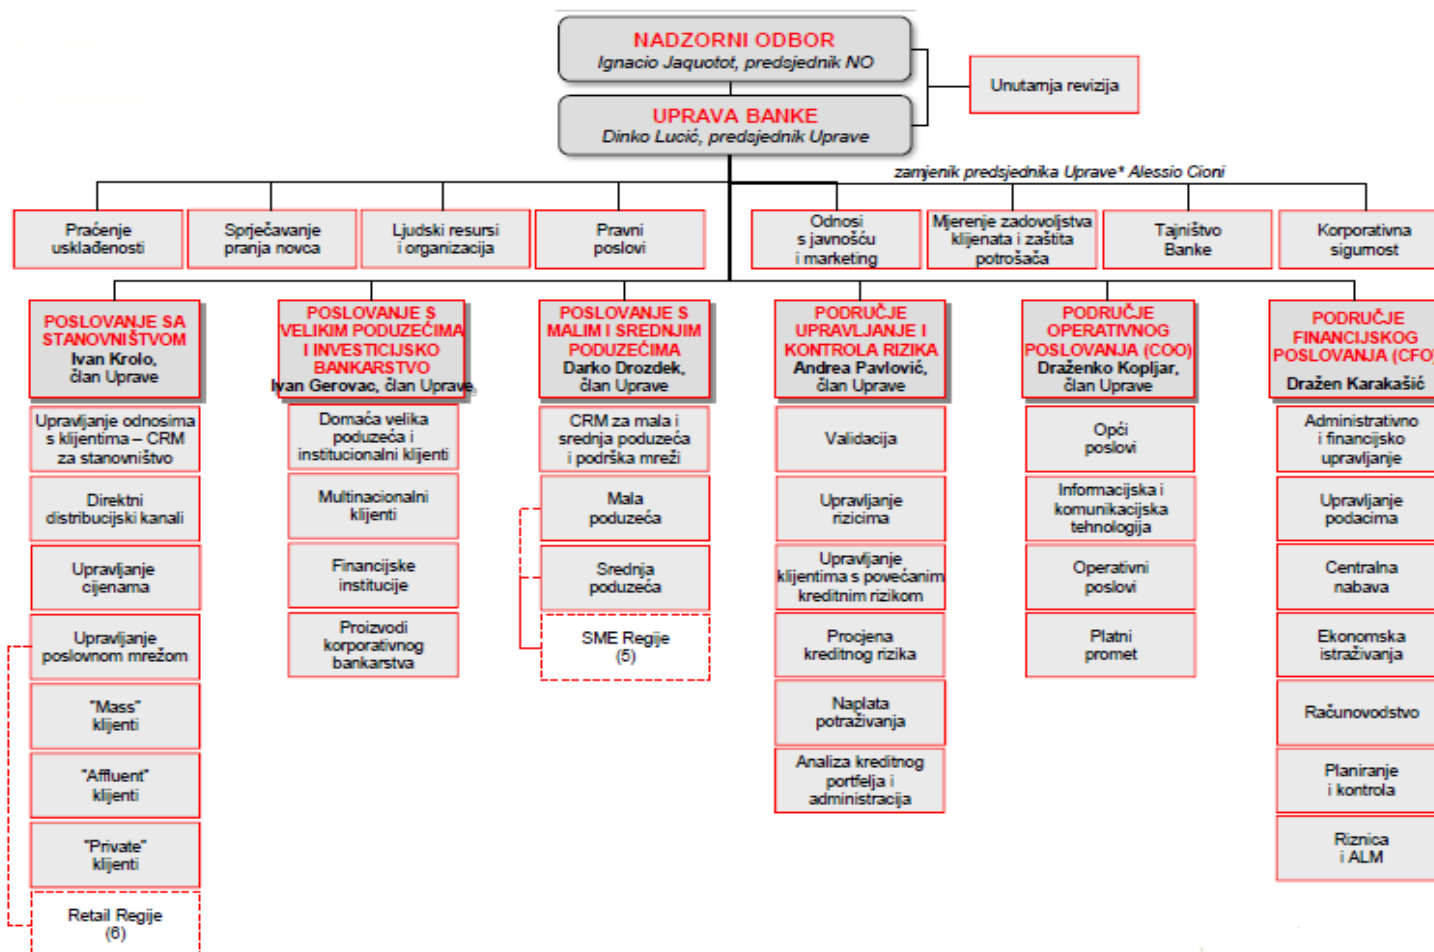 NADZORNI ODBOR
Ignacio Jaquotot, predsjednik NO
Unutarnja revizija
UPRAVA BANKE
Dinko Lucić, predsjednik Uprave
zamjenik predsjednika Uprave* Alessio Cioni
Praćenje
usklađenosti
Sprječavanje
pranja novca
Ljudski resursi
i organizacija
Pravni
poslovi
Odnosi
s javnošću
i marketing
Mjerenje zadovoljstva
klijenata i zaštita
potrošača
Tajništvo
Banke
Korporativna
sigurnost
POSLOVANJE SA
STANOVNIŠTVOM
Ivan Krolo,
član Uprave
Upravljanje odnosima
s klijentima – CRM
za stanovništvo
Direktni
distribucijski kanali
Upravljanje
cijenama
Upravljanje
poslovnom mrežom
"Mass"
klijenti
"Affluent"
klijenti
"Private"
klijenti
Retail Regije
(6)
POSLOVANJE S
VELIKIM PODUZEĆIMA
I INVESTICIJSKO
BANKARSTVO
Ivan Gerovac, član Uprave,
Domaća velika
poduzeća i
institucionalni klijenti
Multinacionalni
klijenti
Financijske
institucije
Proizvodi
korporativnog
bankarstva
POSLOVANJE S
MALIM I SREDNJIM
PODUZEĆIMA
Darko Drozdek,
član Uprave
CRM za mala i
srednja poduzeća
i podrška mreži
Mala
poduzeća
Srednja
poduzeća
SME Regije
(5)
PODRUČJE
UPRAVLJANJE I
KONTROLA RIZIKA
Andrea Pavlović,
član Uprave
Validacija
Upravljanje
rizicima
Upravljanje
klijentima s povećanim
kreditnim rizikom
Procjena
kreditnog rizika
Naplata
potraživanja
Analiza kreditnog
portfelja i
administracija
PODRUČJE
OPERATIVNOG
POSLOVANJA (COO)
Draženko Kopljar,
član Uprave
Opći
poslovi
Informacijska i
komunikacijska
tehnologija
Operativni
poslovi
Platni
promet
PODRUČJE
FINANCIJSKOG
POSLOVANJA (CFO)
Dražen Karakašić
Administrativno
i financijsko
upravljanje
Upravljanje
podacima
Centralna
nabava
Ekonomska
istraživanja
Računovodstvo
Planiranje
i kontrola
Riznica
i ALM